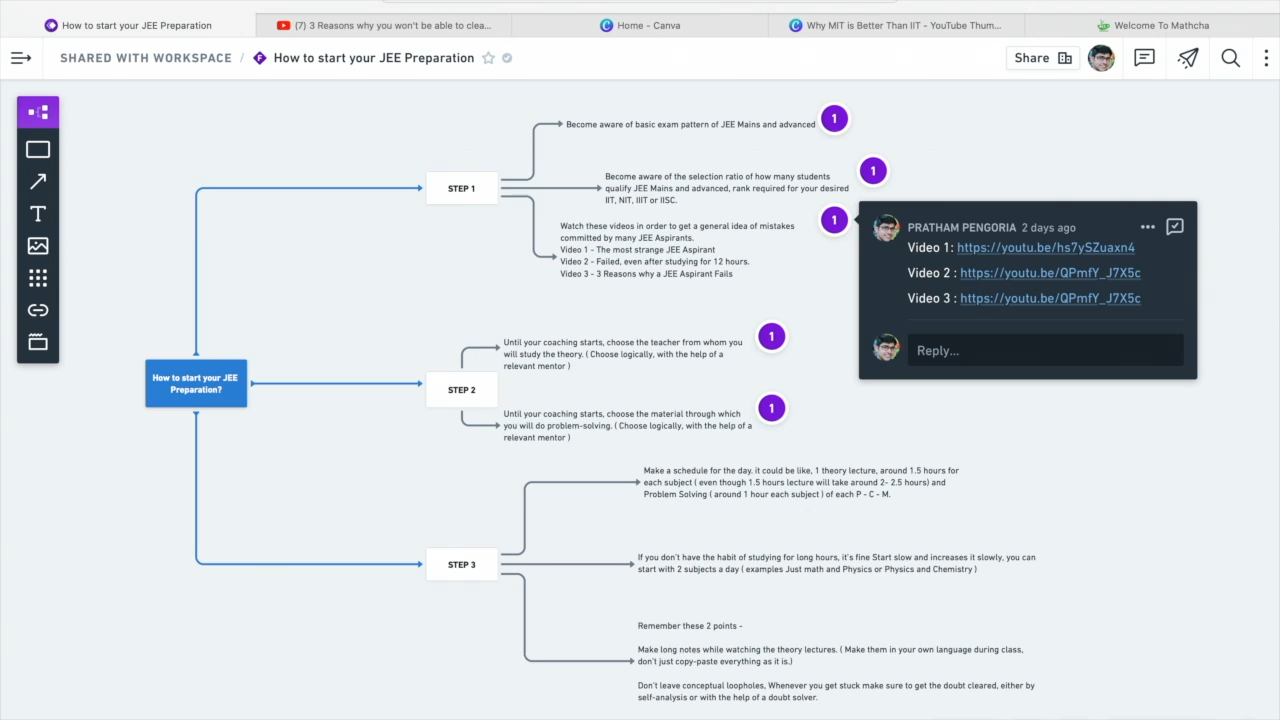 How to start your JEE Preparation
(7) 3 Reasons why you won't be able to clea...
Home - Canva
Why MIT is Better Than IIT - YouTube Thum...
Welcome To Mathcha
SHARED WITH WORKSPACE / How to start your JEE Preparation
Share
Become aware of basic exam pattern of JEE Mains and advanced
1
Become aware of the selection ratio of how many students
qualify JEE Mains and advanced, rank required for your desired
IIT, NIT, IIIT or IISC.
1
STEP 1
Watch these videos in order to get a general idea of mistakes
committed by many JEE Aspirants.
Video 1 - The most strange JEE Aspirant
Video 2 - Failed, even after studying for 12 hours.
Video 3 - 3 Reasons why a JEE Aspirant Fails
1
PRATHAM PENGORIA 2 days ago
Video 1: https://youtu.be/hs7ySZuaxn4
Video 2 : https://youtu.be/QPmfY_J7X5c
Video 3 : https://youtu.be/QPmfY_J7X5c
Reply...
How to start your JEE
Preparation?
Until your coaching starts, choose the teacher from whom you
will study the theory. ( Choose logically, with the help of a
relevant mentor )
1
STEP 2
Until your coaching starts, choose the material through which
you will do problem-solving. ( Choose logically, with the help of a
relevant mentor )
1
Make a schedule for the day. it could be like, 1 theory lecture, around 1.5 hours for
each subject ( even though 1.5 hours lecture will take around 2- 2.5 hours) and
Problem Solving ( around 1 hour each subject ) of each P - C - M.
STEP 3
If you don't have the habit of studying for long hours, it's fine Start slow and increases it slowly, you can
start with 2 subjects a day ( examples Just math and Physics or Physics and Chemistry )
Remember these 2 points -
Make long notes while watching the theory lectures. ( Make them in your own language during class,
don't just copy-paste everything as it is.)
Don't leave conceptual loopholes, Whenever you get stuck make sure to get the doubt cleared, either by
self-analysis or with the help of a doubt solver.